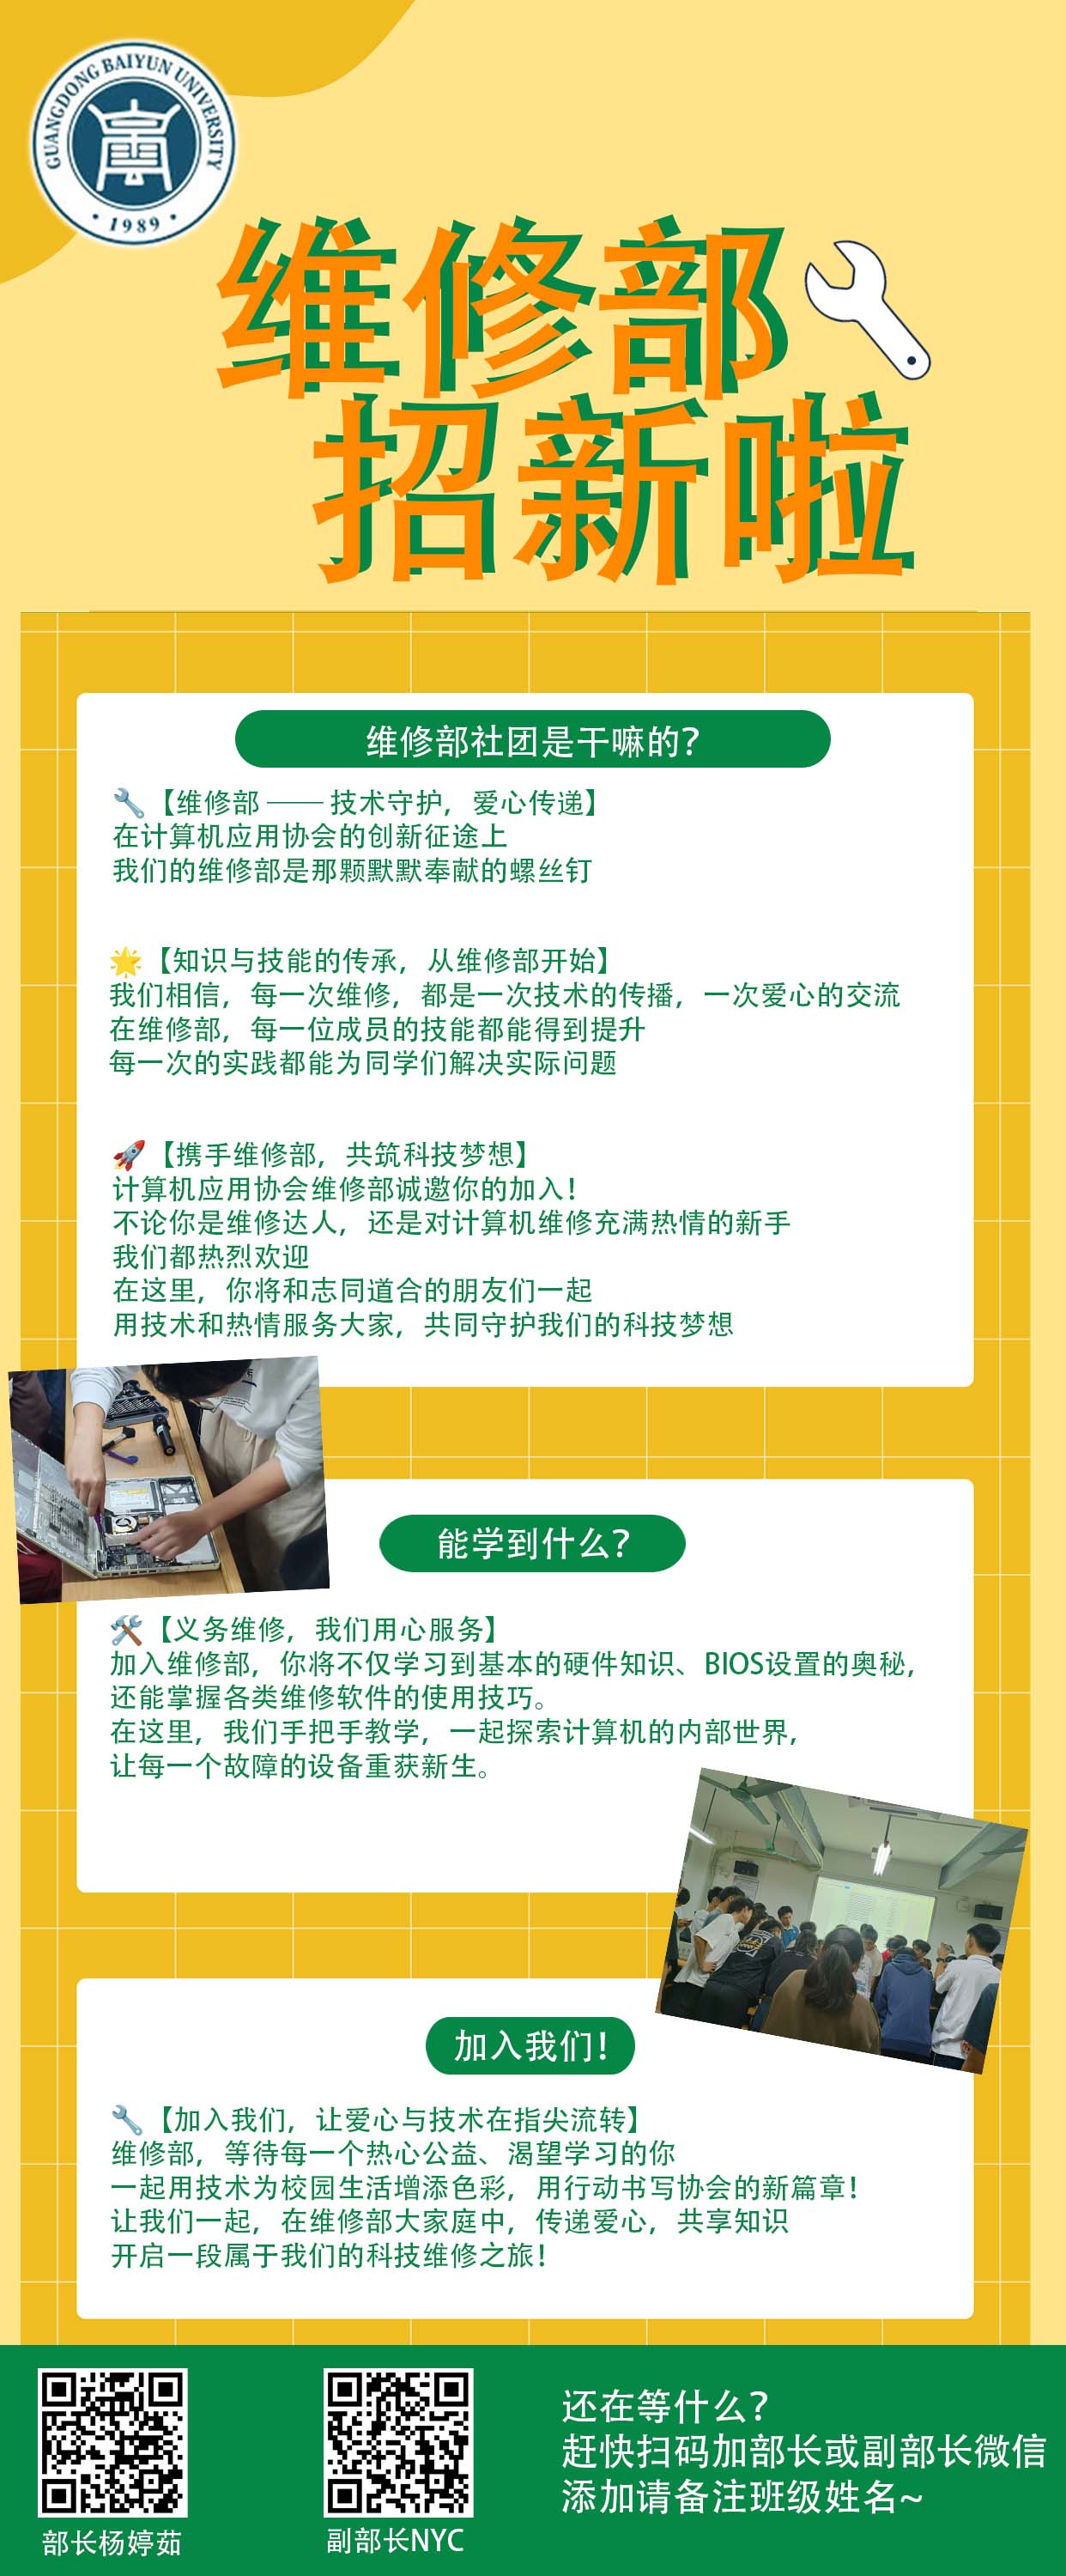 GUANGDONG BAIYUN UNIVERSITY
1989
维修部
招新啦
维修部社团是干嘛的？
【维修部 —— 技术守护，爱心传递】
在计算机应用协会的创新征途上
我们的维修部是那颗默默奉献的螺丝钉
【知识与技能的传承，从维修部开始】
我们相信，每一次维修，都是一次技术的传播，一次爱心的交流
在维修部，每一位成员的技能都能得到提升
每一次的实践都能为同学们解决实际问题
【携手维修部，共筑科技梦想】
计算机应用协会维修部诚邀你的加入！
不论你是维修达人，还是对计算机维修充满热情的新手
我们都热烈欢迎
在这里，你将和志同道合的朋友们一起
用技术和热情服务大家，共同守护我们的科技梦想
能学到什么？
【义务维修，我们用心服务】
加入维修部，你将不仅学习到基本的硬件知识、BIOS设置的奥秘，
还能掌握各类维修软件的使用技巧。
在这里，我们手把手教学，一起探索计算机的内部世界，
让每一个故障的设备重获新生。
加入我们！
【加入我们，让爱心与技术在指尖流转】
维修部，等待每一个热心公益、渴望学习的你
一起用技术为校园生活增添色彩，用行动书写协会的新篇章！
让我们一起，在维修部大家庭中，传递爱心，共享知识
开启一段属于我们的科技维修之旅！
还在等什么？
赶快扫码加部长或副部长微信
添加请备注班级姓名~
部长杨婷茹
副部长NYC